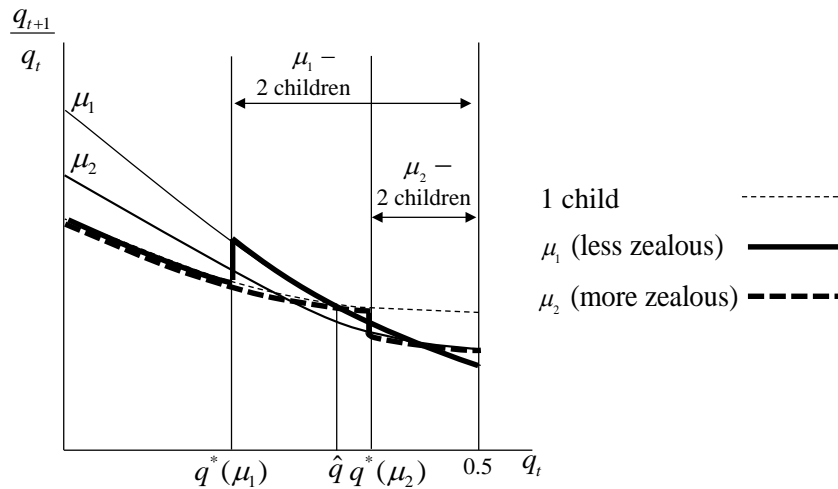 q_{t+1}
q_t
μ_1 −
2 children
μ_1
μ_2
μ_2 −
2 children
1 child
μ_1 (less zealous)
μ_2 (more zealous)
q^*(μ_1) q̂ q^*(μ_2) 0.5 q_t